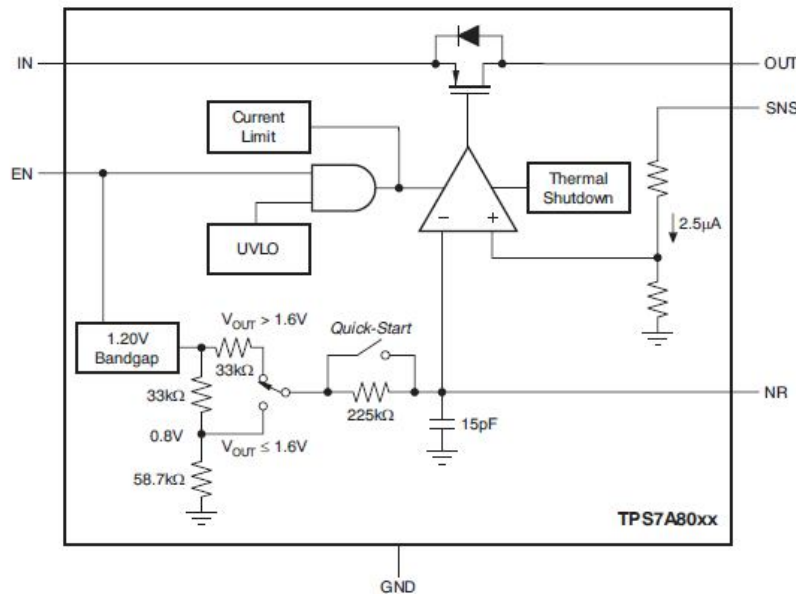 IN
OUT
SNS
Current
Limit
EN
Thermal
Shutdown
UVLO
2.5µA
1.20V
Bandgap
V_OUT > 1.6V
Quick-Start
33kΩ
33kΩ
225kΩ
NR
15pF
0.8V
V_OUT ≤ 1.6V
58.7kΩ
TPS7A80xx
GND